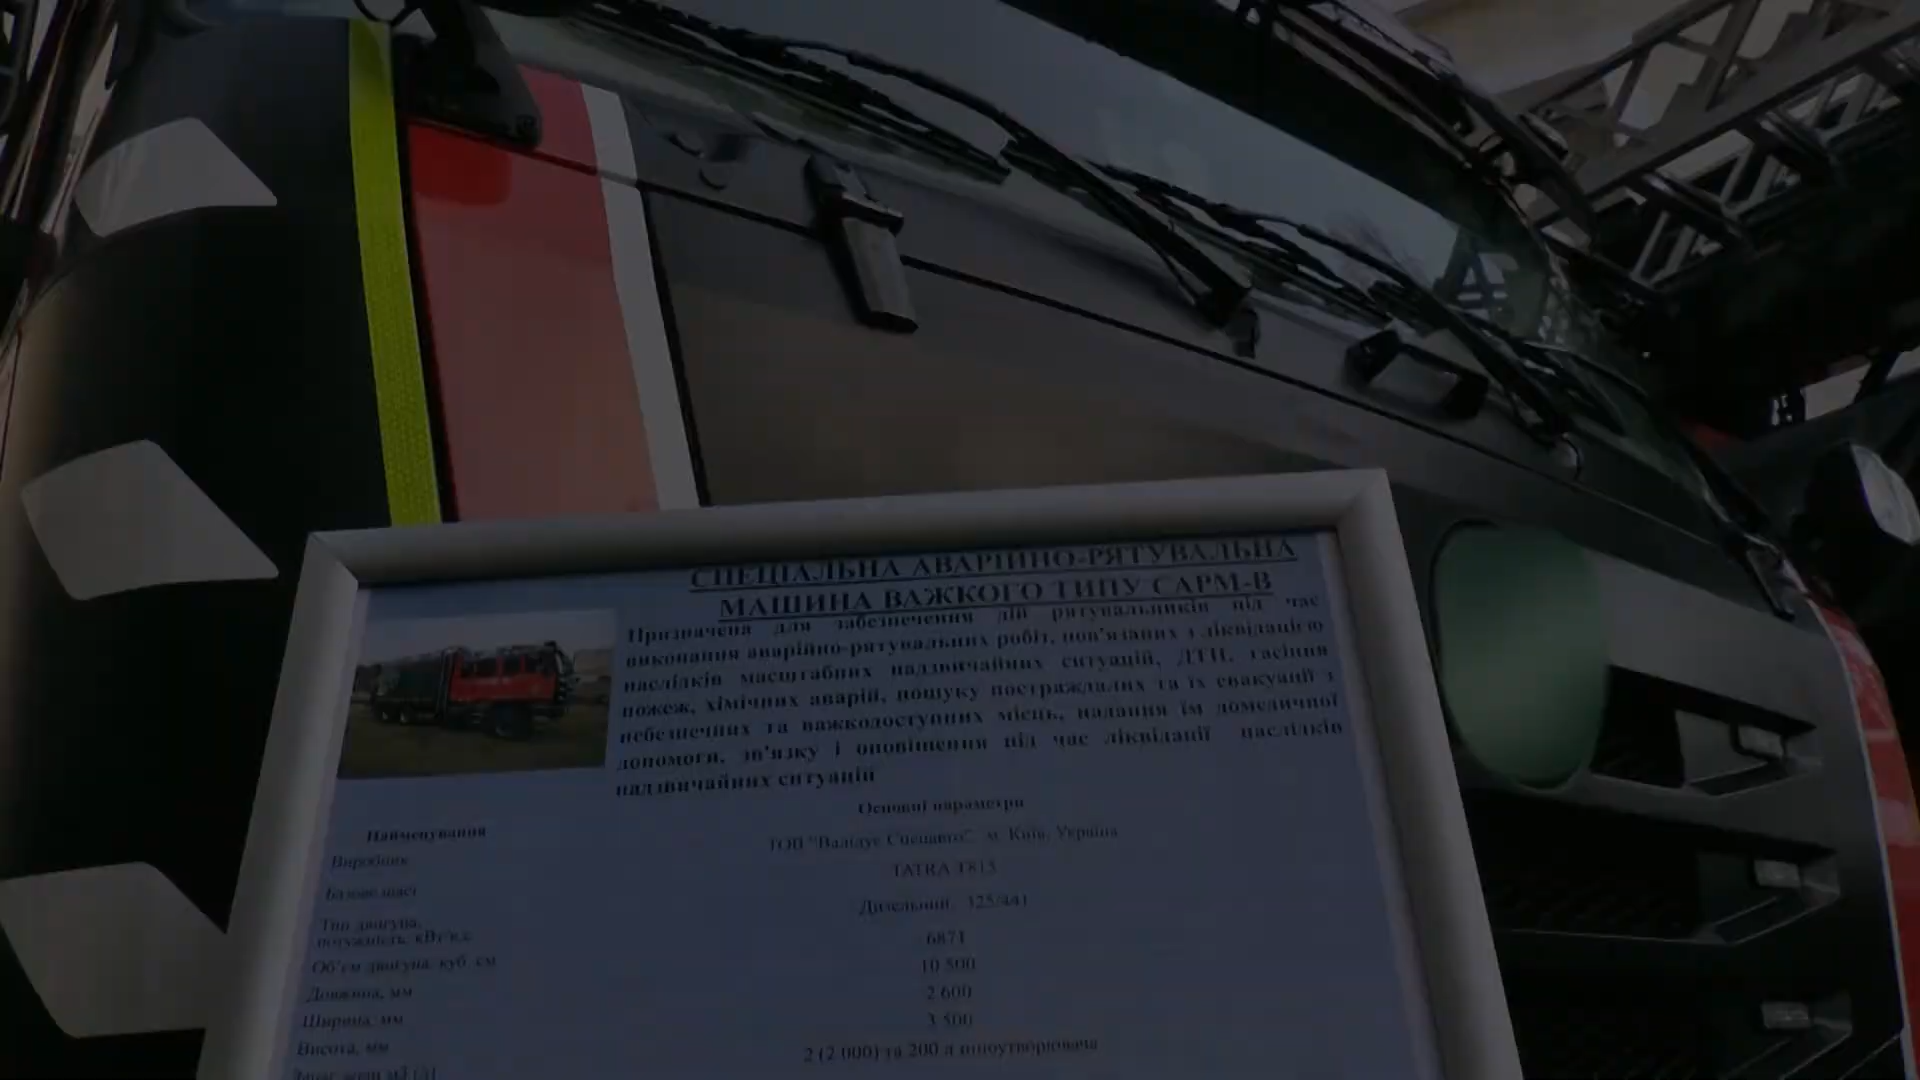 СПЕЦІАЛЬНА АВАРІЙНО-РЯТУВАЛЬНА
МАШИНА ВАЖКОГО ТИПУ САРМ-В
Призначена для забезпечення дій рятувальників під час
виконання аварійно-рятувальних робіт, пов'язаних з ліквідацією
наслідків масштабних надзвичайних ситуацій, ДТП, гасіння
пожеж, хімічних аварій, пошуку постраждалих та їх евакуації з
небезпечних та важкодоступних місць, надання їм домедичної
допомоги, зв'язку і оповіщення під час ліквідації наслідків
надзвичайних ситуацій
Основні параметри
Найменування
Виробник ТОВ "Валідус Спецавто", м. Київ, Україна
Базове шасі TATRA T815
Тип двигуна, Дизельний, 325/441
потужність, кВт/к.с.
Об'єм двигуна, куб. см 6871
Довжина, мм 10 500
Ширина, мм 2 600
Висота, мм 3 500
2 (2 000) та 200 л піноутворювача